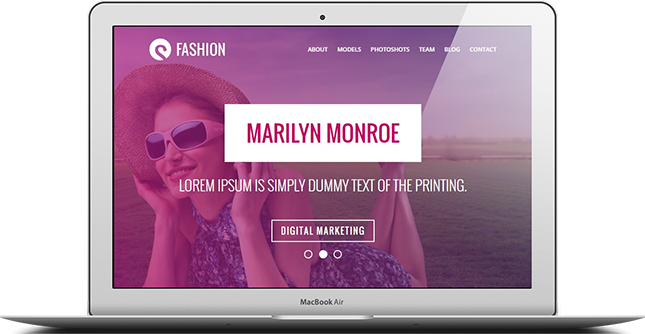 FASHION
ABOUT MODELS PHOTOSHOTS TEAM BLOG CONTACT
MARILYN MONROE
LOREM IPSUM IS SIMPLY DUMMY TEXT OF THE PRINTING.
DIGITAL MARKETING
MacBook Air